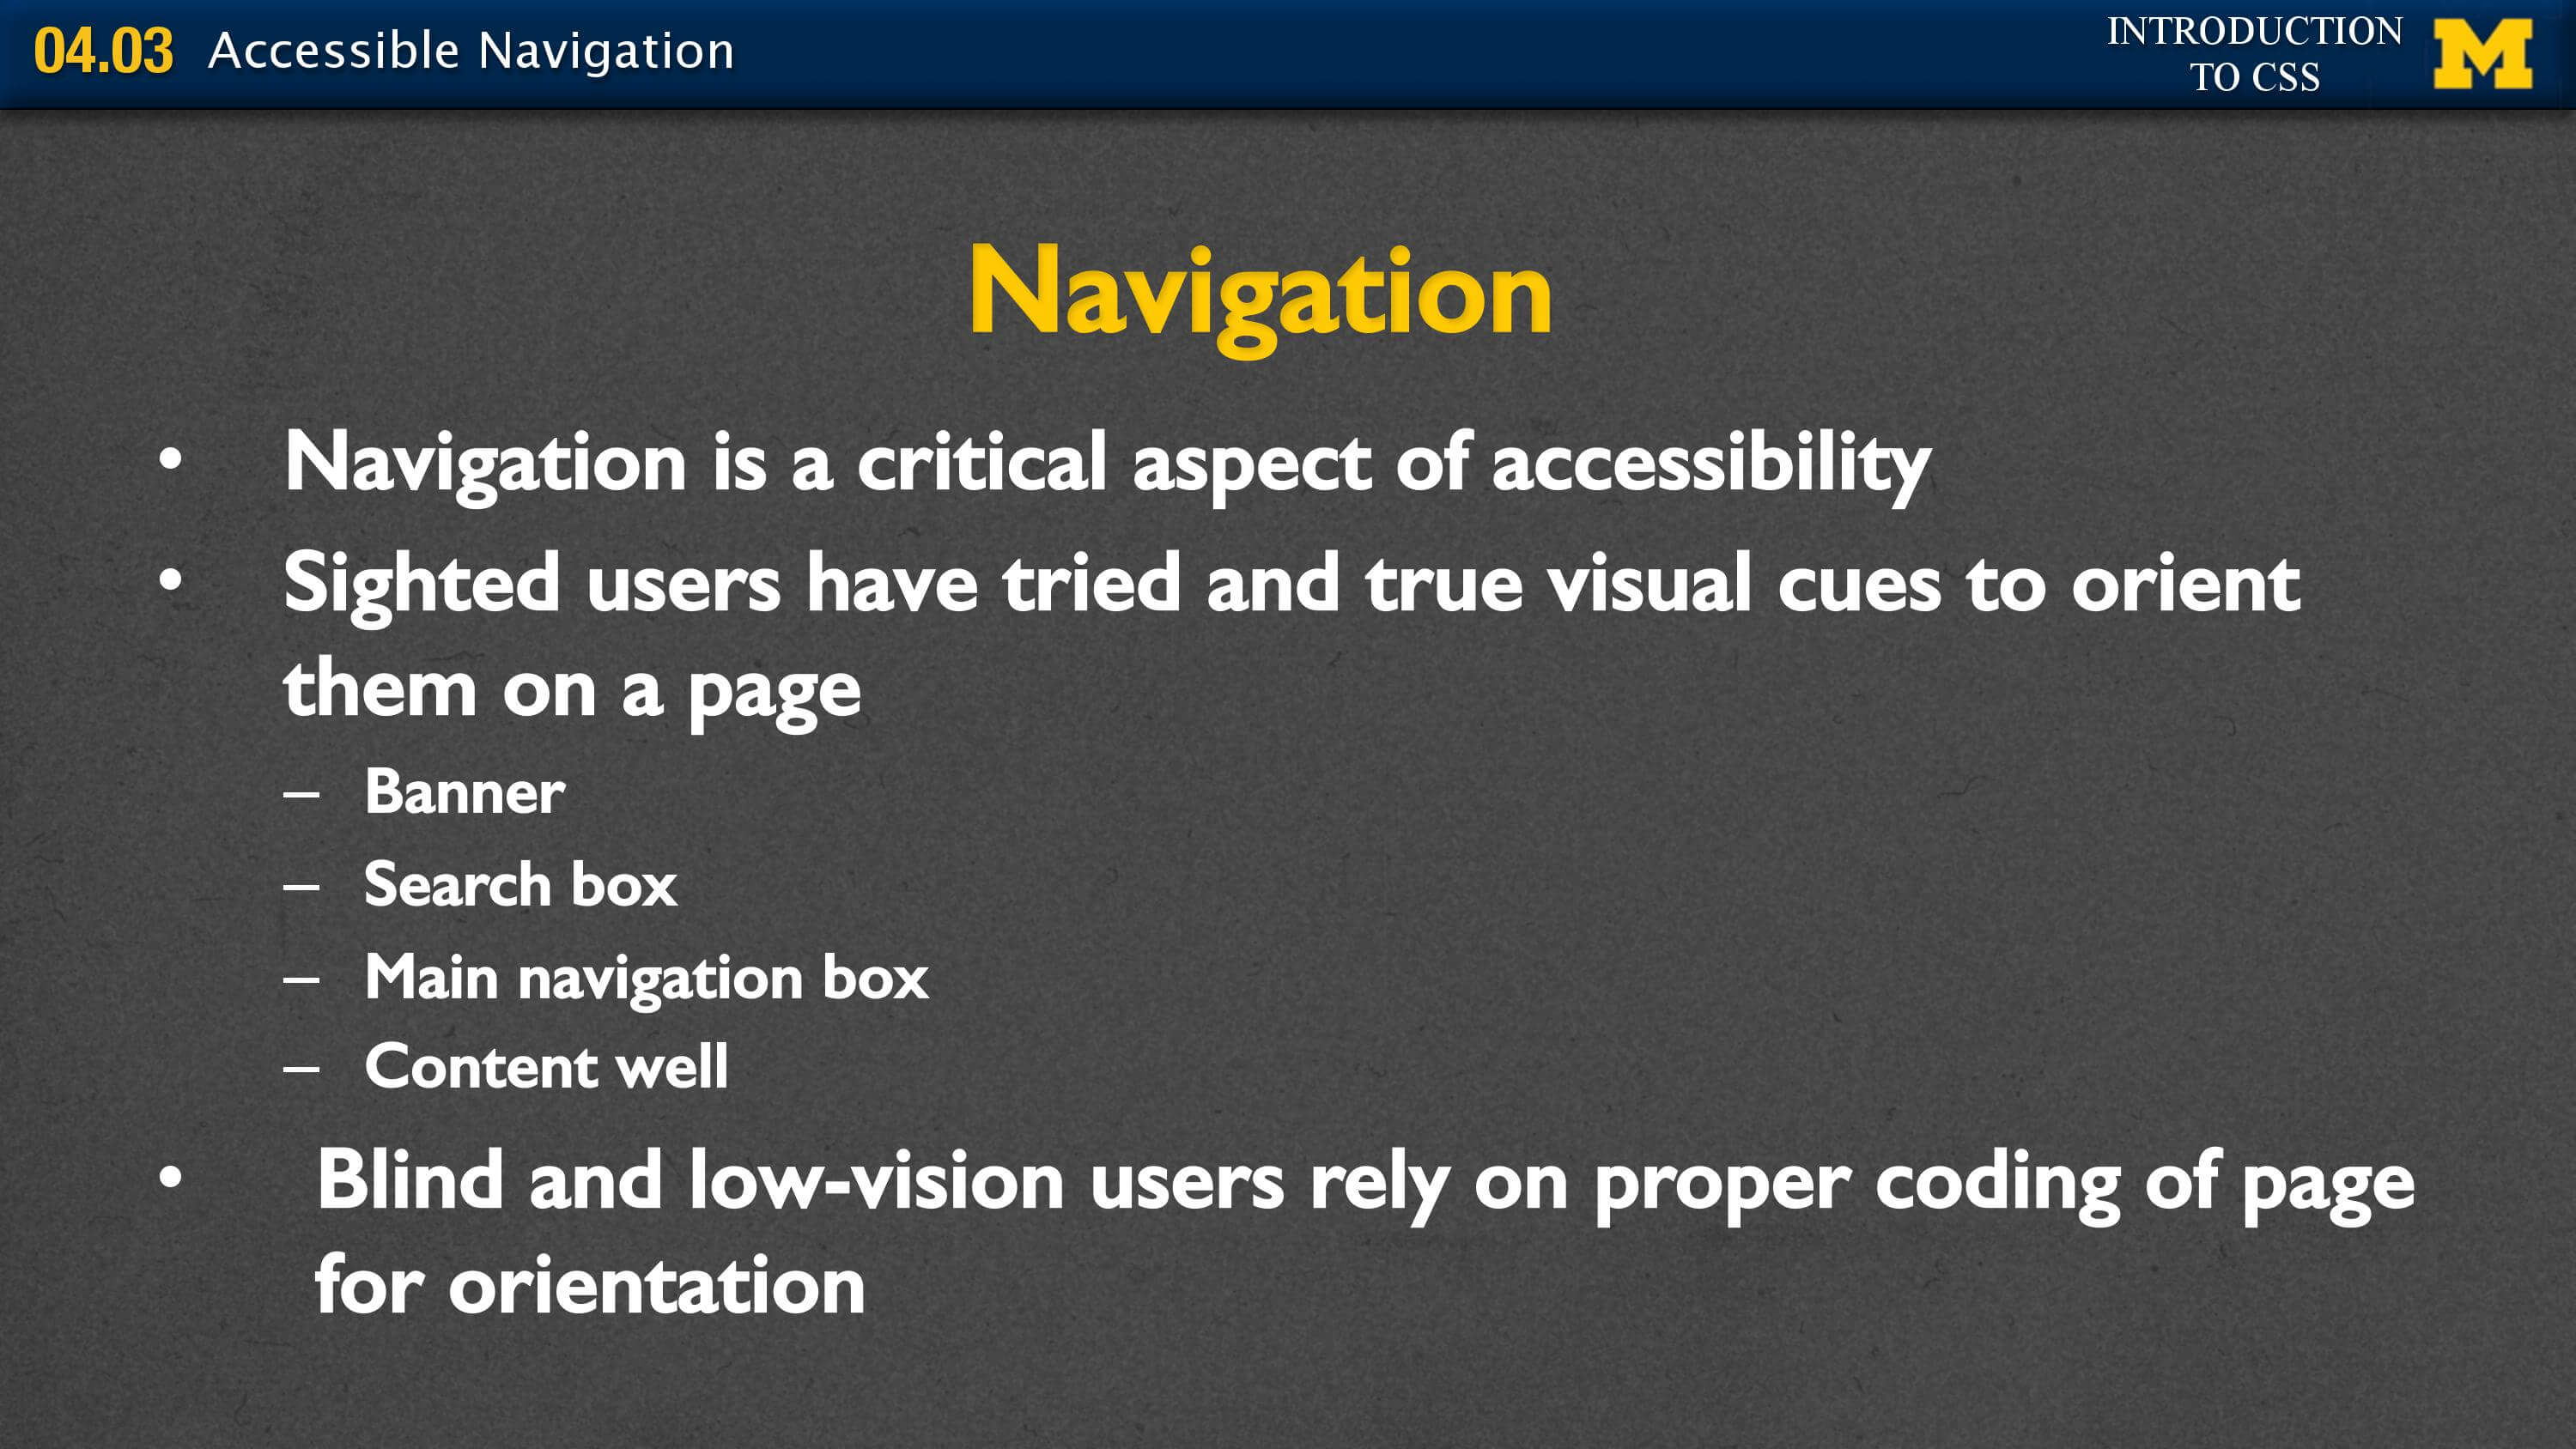 04.03 Accessible Navigation
INTRODUCTION
TO CSS
M
Navigation
• Navigation is a critical aspect of accessibility
• Sighted users have tried and true visual cues to orient
them on a page
– Banner
– Search box
– Main navigation box
– Content well
• Blind and low-vision users rely on proper coding of page
for orientation